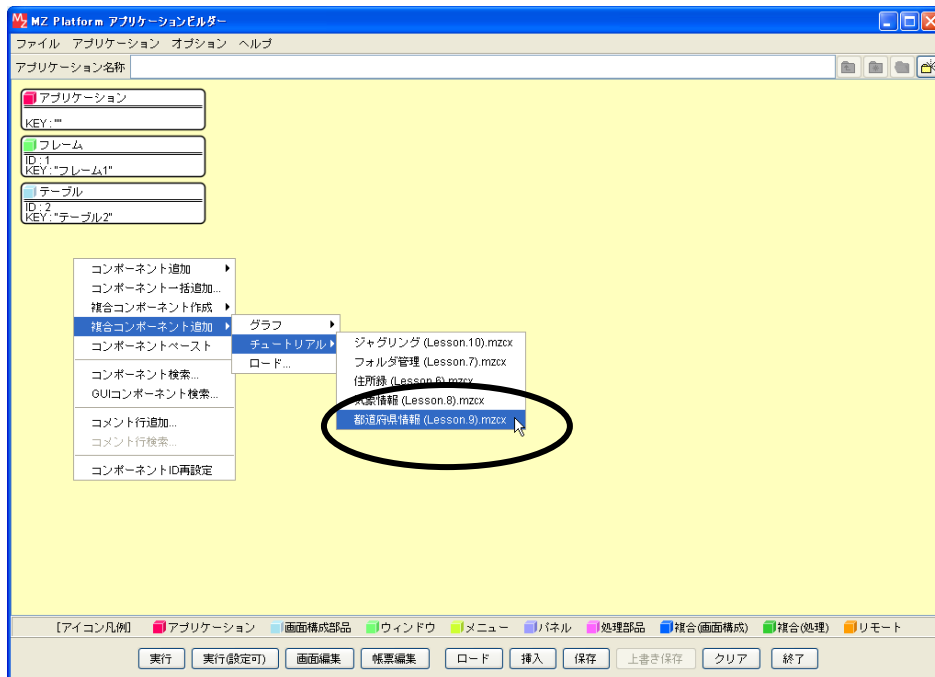 MZ Platform アプリケーションビルダー
ファイル アプリケーション オプション ヘルプ
アプリケーション名称
アプリケーション
KEY:""
フレーム
ID:1
KEY:"フレーム1"
テーブル
ID:2
KEY:"テーブル2"
コンポーネント追加
コンポーネント一括追加...
複合コンポーネント作成
複合コンポーネント追加
コンポーネントペースト
コンポーネント検索...
GUIコンポーネント検索...
コメント行追加...
コメント行検索...
コンポーネントID再設定
グラフ
チュートリアル
ロード...
ジャグリング (Lesson.10).mzcx
フォルダ管理 (Lesson.7).mzcx
住所録 (Lesson.6).mzcx
気象情報 (Lesson.8).mzcx
都道府県情報 (Lesson.9).mzcx
[アイコン凡例] アプリケーション 画面構成部品 ウィンドウ メニュー パネル 処理部品 複合(画面構成) 複合(処理) リモート
実行 実行(設定可) 画面編集 帳票編集 ロード 挿入 保存 上書き保存 クリア 終了